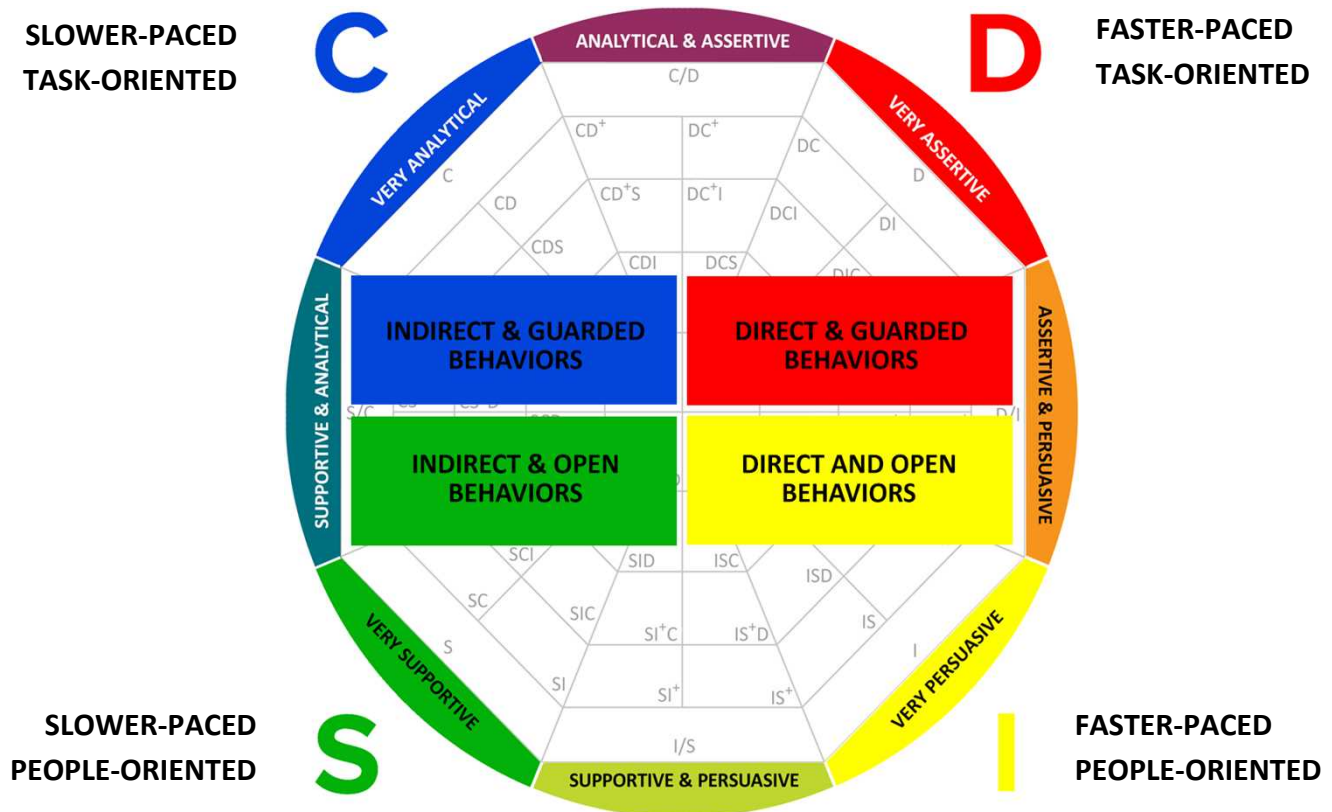 SLOWER-PACED
TASK-ORIENTED
C
ANALYTICAL & ASSERTIVE
D
FASTER-PACED
TASK-ORIENTED
VERY ANALYTICAL
VERY ASSERTIVE
C/D
CD+
DC+
DC
C
D
CD
CD+S
DC+I
DCI
DI
CDS
CDI
DCS
DIC
SUPPORTIVE & ANALYTICAL
ASSERTIVE & PERSUASIVE
INDIRECT & GUARDED
BEHAVIORS
DIRECT & GUARDED
BEHAVIORS
S/C
D/I
INDIRECT & OPEN
BEHAVIORS
DIRECT AND OPEN
BEHAVIORS
SCI
SID
ISC
ISD
SC
SIC
SI+C
IS+D
IS
S
I
SI
SI+
IS+
VERY SUPPORTIVE
VERY PERSUASIVE
I/S
SUPPORTIVE & PERSUASIVE
SLOWER-PACED
PEOPLE-ORIENTED
S
I
FASTER-PACED
PEOPLE-ORIENTED